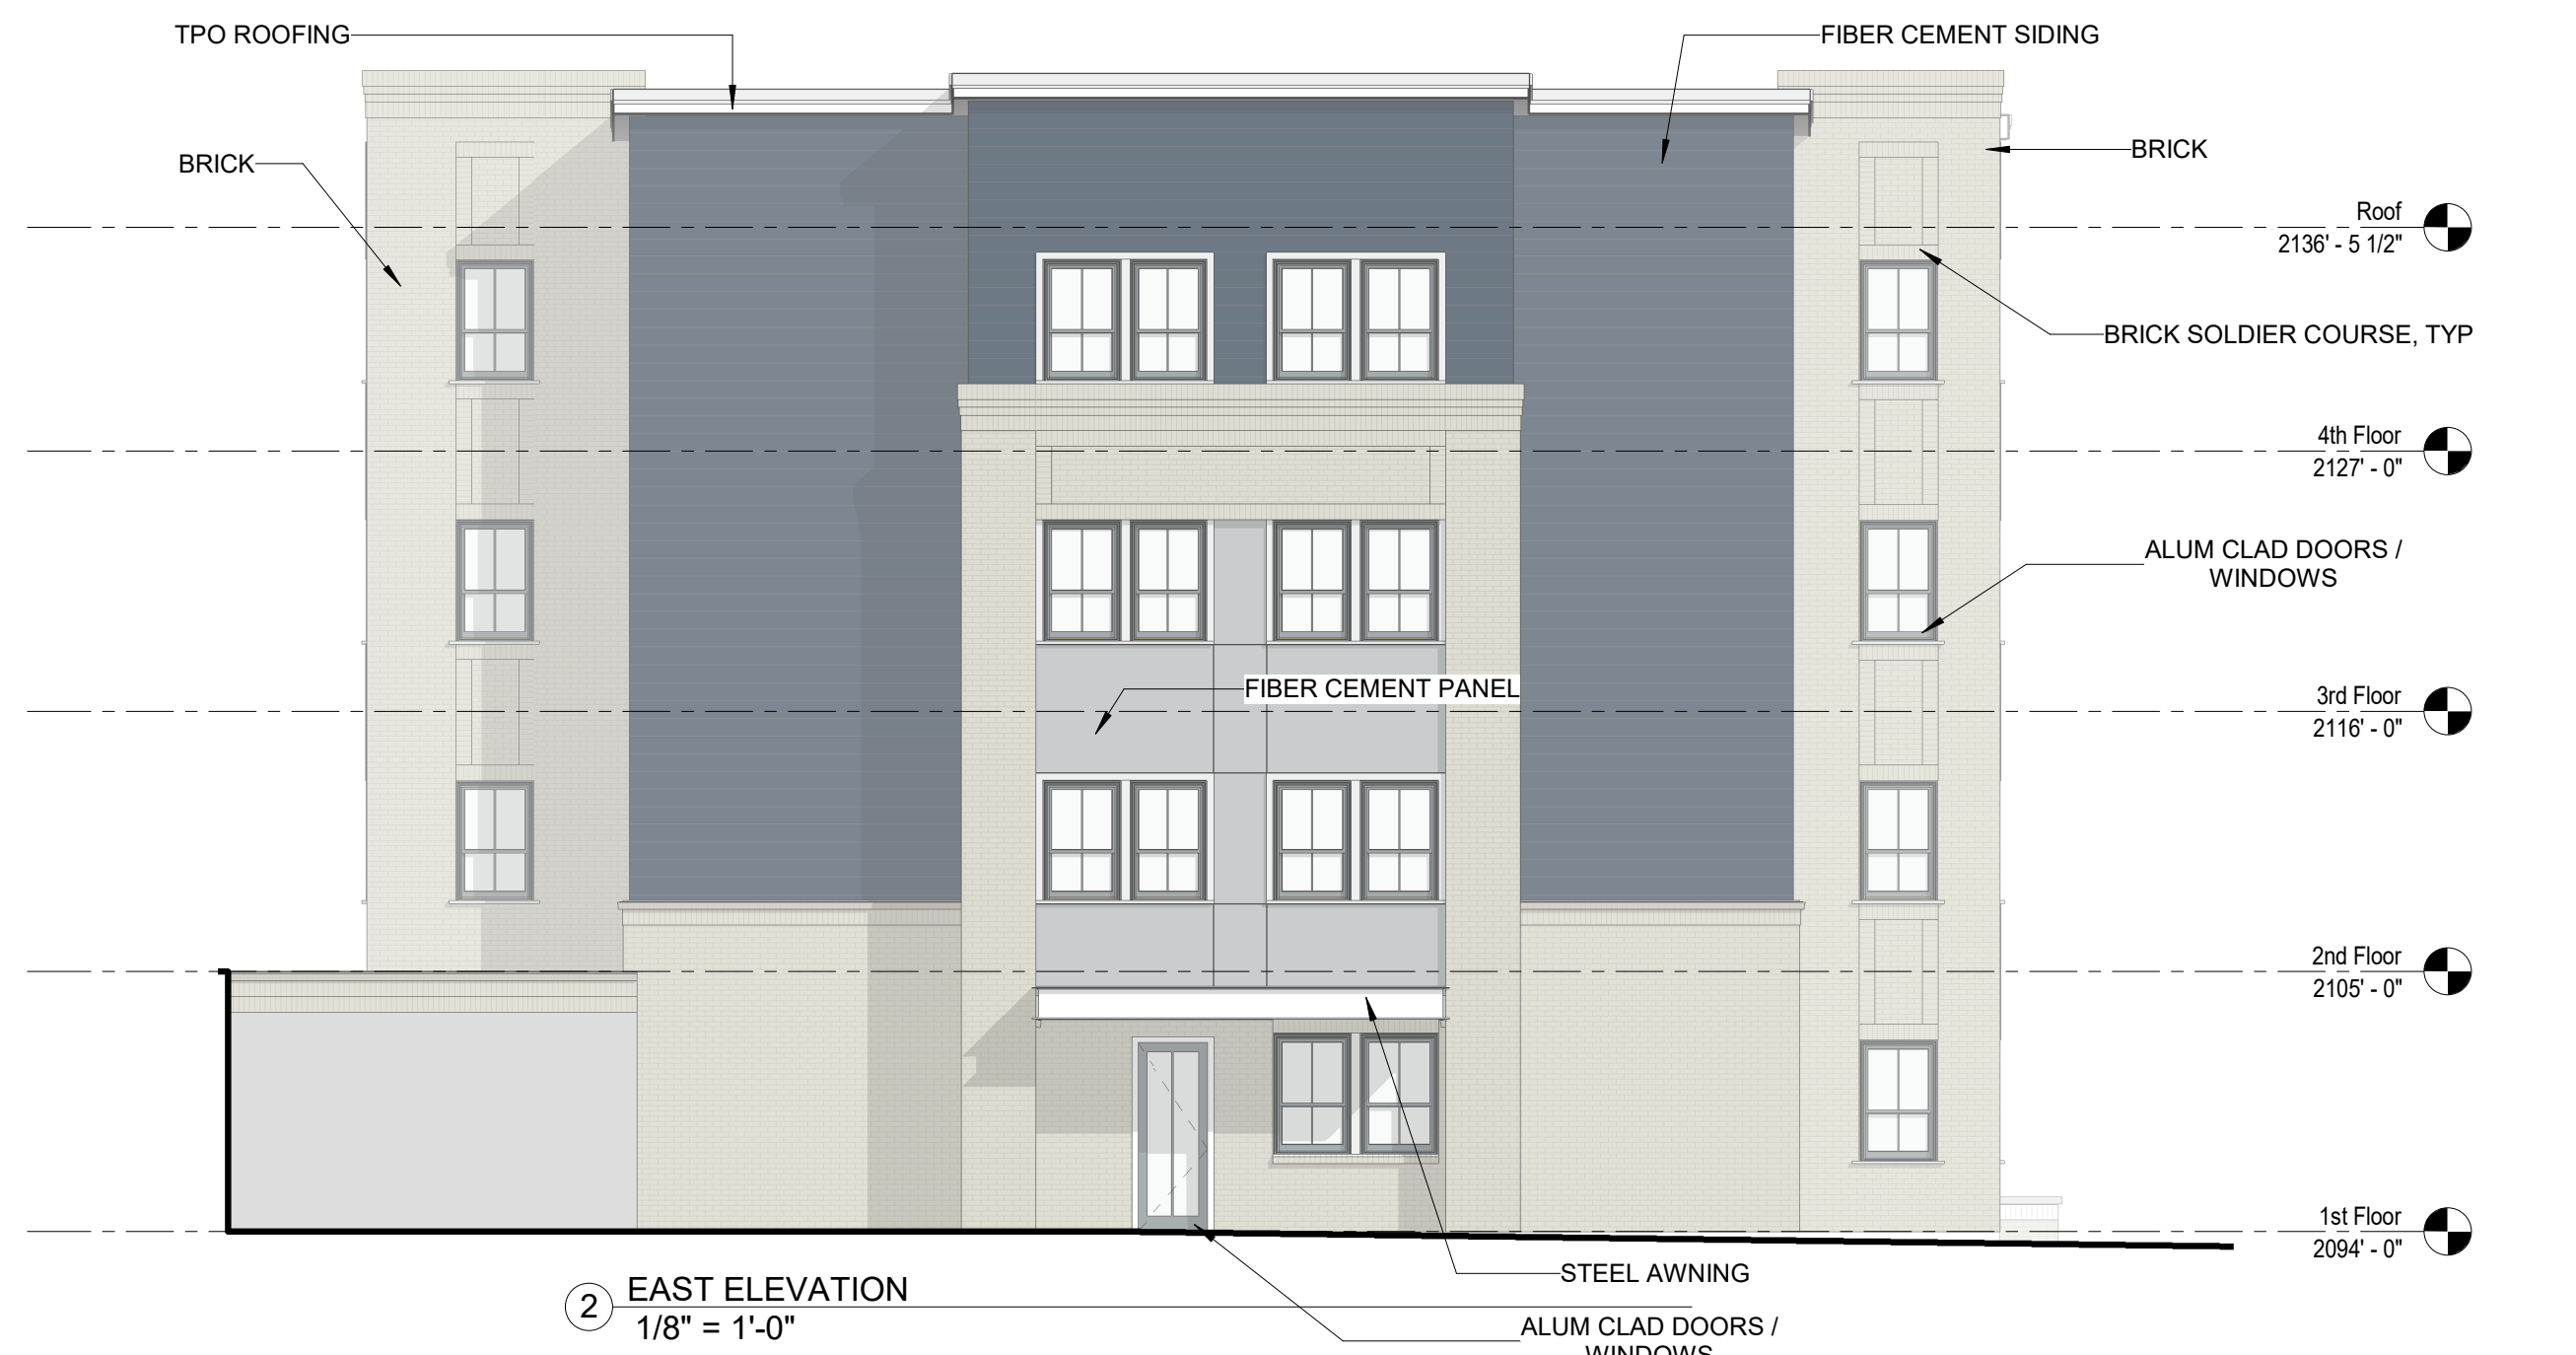 TPO ROOFING
FIBER CEMENT SIDING
BRICK
BRICK
Roof
2136' - 5 1/2"
BRICK SOLDIER COURSE, TYP
4th Floor
2127' - 0"
ALUM CLAD DOORS /
WINDOWS
FIBER CEMENT PANEL
3rd Floor
2116' - 0"
2nd Floor
2105' - 0"
1st Floor
2094' - 0"
STEEL AWNING
2
EAST ELEVATION
1/8" = 1'-0"
ALUM CLAD DOORS /
WINDOWS